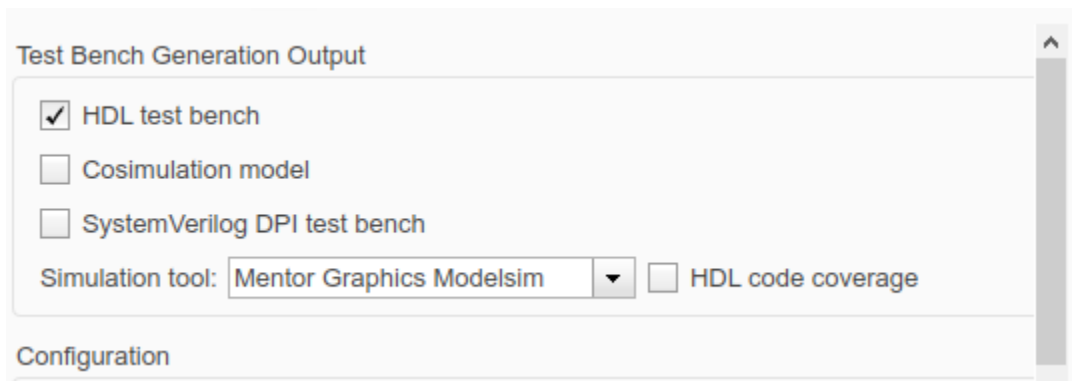 Test Bench Generation Output
HDL test bench
Cosimulation model
SystemVerilog DPI test bench
Simulation tool: Mentor Graphics Modelsim HDL code coverage
Configuration